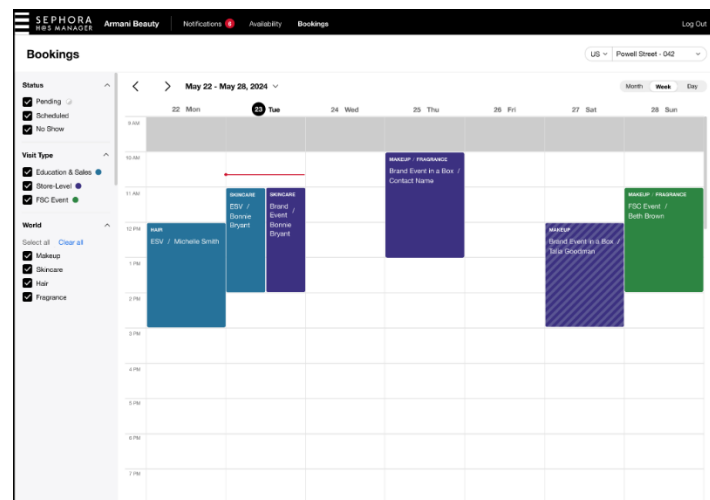 SEPHORA
H@S MANAGER
Armani Beauty
Notifications 6
Availability
Bookings
Log Out
Bookings
US
Powell Street - 042
Status
Pending
Scheduled
No Show
Visit Type
Education & Sales
Store-Level
FSC Event
World
Select all Clear all
Makeup
Skincare
Hair
Fragrance
May 22 - May 28, 2024
Month Week Day
22 Mon
23 Tue
24 Wed
25 Thu
26 Fri
27 Sat
28 Sun
9 AM
10 AM
11 AM
12 PM
1 PM
2 PM
3 PM
4 PM
5 PM
6 PM
7 PM
HAIR
ESV / Michelle Smith
SKINCARE
ESV /
Bonnie
Bryant
SKINCARE
Brand
Event /
Bonnie
Bryant
MAKEUP / FRAGRANCE
Brand Event in a Box /
Contact Name
MAKEUP
Brand Event in a Box /
Talia Goodman
MAKEUP / FRAGRANCE
FSC Event /
Beth Brown